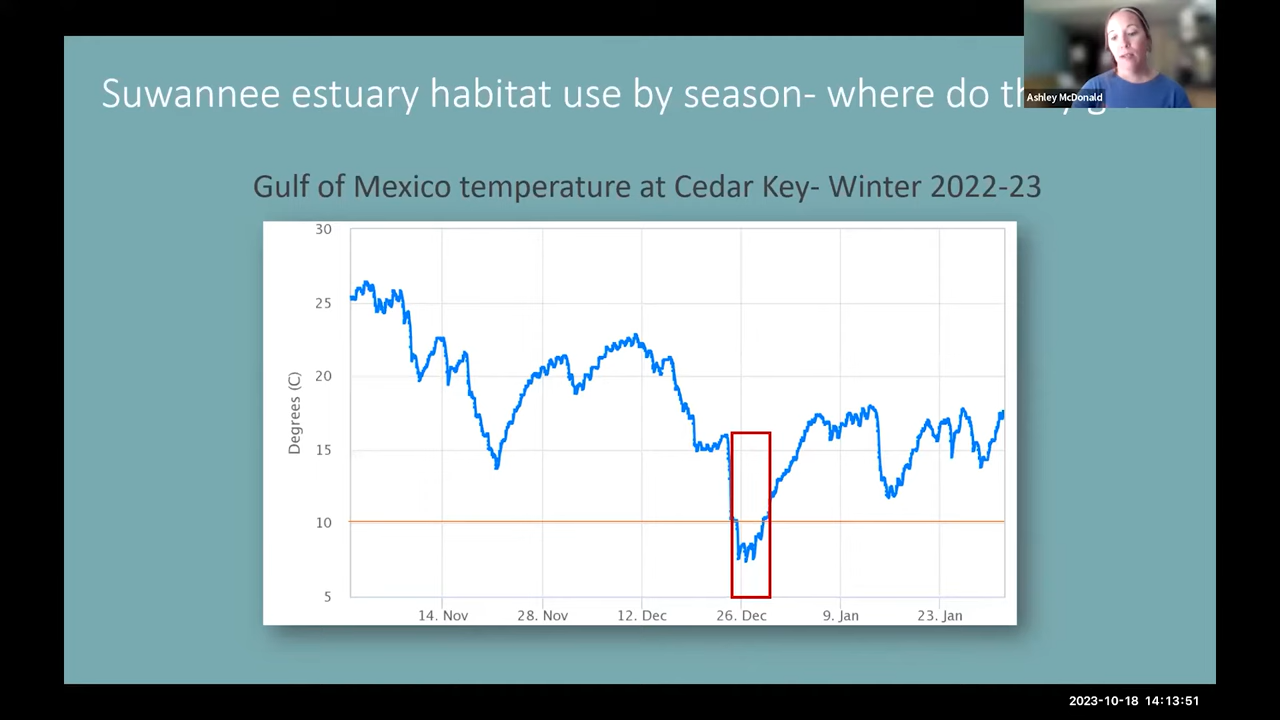 Suwannee estuary habitat use by season- where do
Ashley McDonald
Gulf of Mexico temperature at Cedar Key- Winter 2022-23
30
25
20
15
10
5
Degrees (C)
14. Nov 28. Nov 12. Dec 26. Dec 9. Jan 23. Jan
2023-10-18 14:13:51